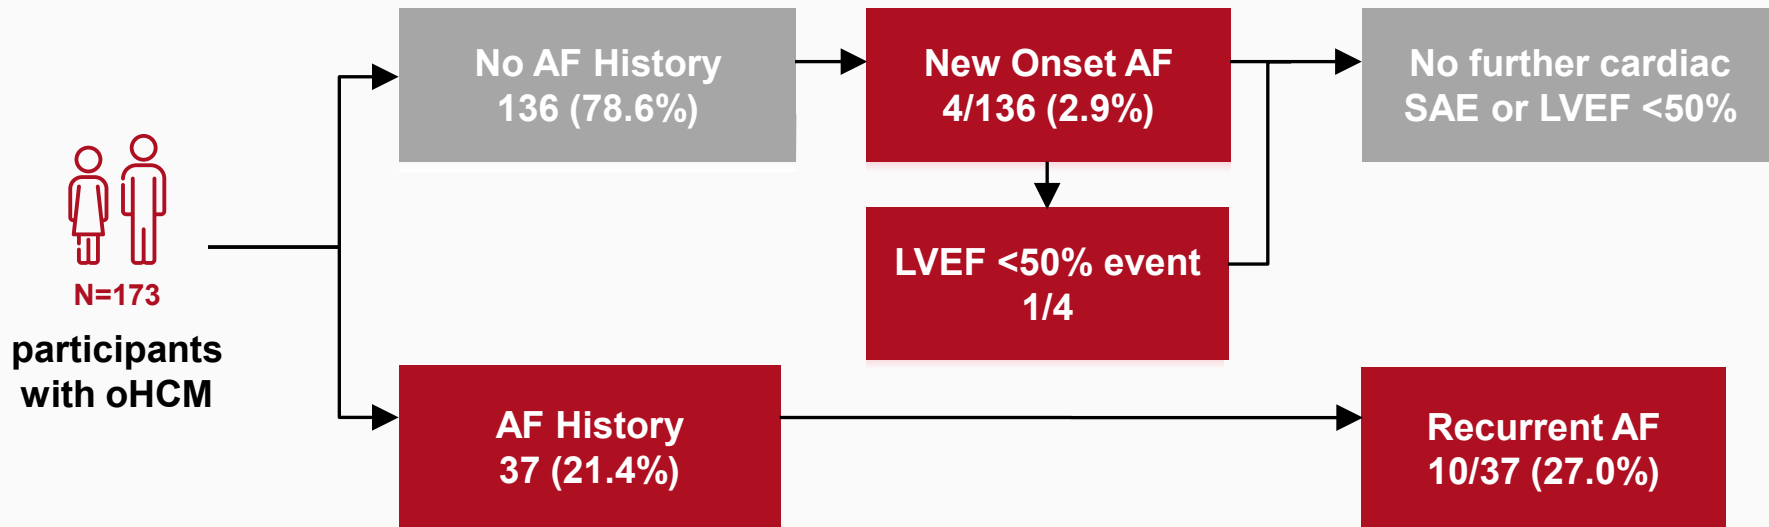 No AF History
136 (78.6%)
New Onset AF
4/136 (2.9%)
No further cardiac
SAE or LVEF <50%
LVEF <50% event
1/4
N=173
participants
with oHCM
AF History
37 (21.4%)
Recurrent AF
10/37 (27.0%)